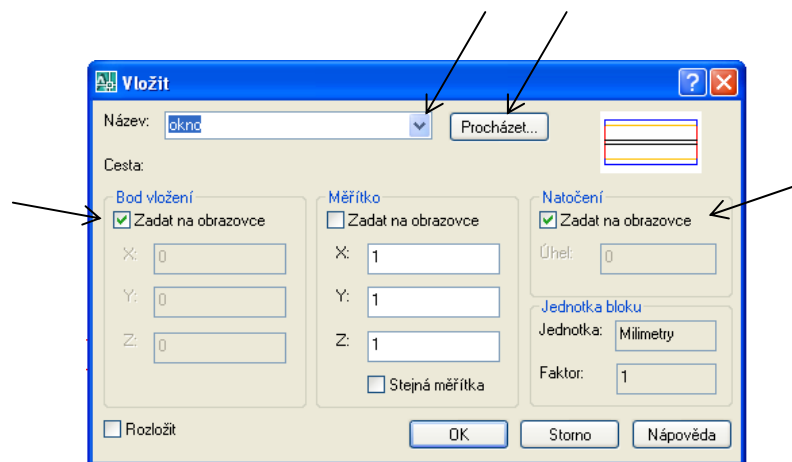 Vložit
Název: okno Procházet...
Cesta:
Bod vložení
Zadat na obrazovce
X: 0
Y: 0
Z: 0
Měřítko
Zadat na obrazovce
X: 1
Y: 1
Z: 1
Stejná měřítka
Natočení
Zadat na obrazovce
Úhel: 0
Jednotka bloku
Jednotka: Milimetry
Faktor: 1
Rozložit
OK Storno Nápověda